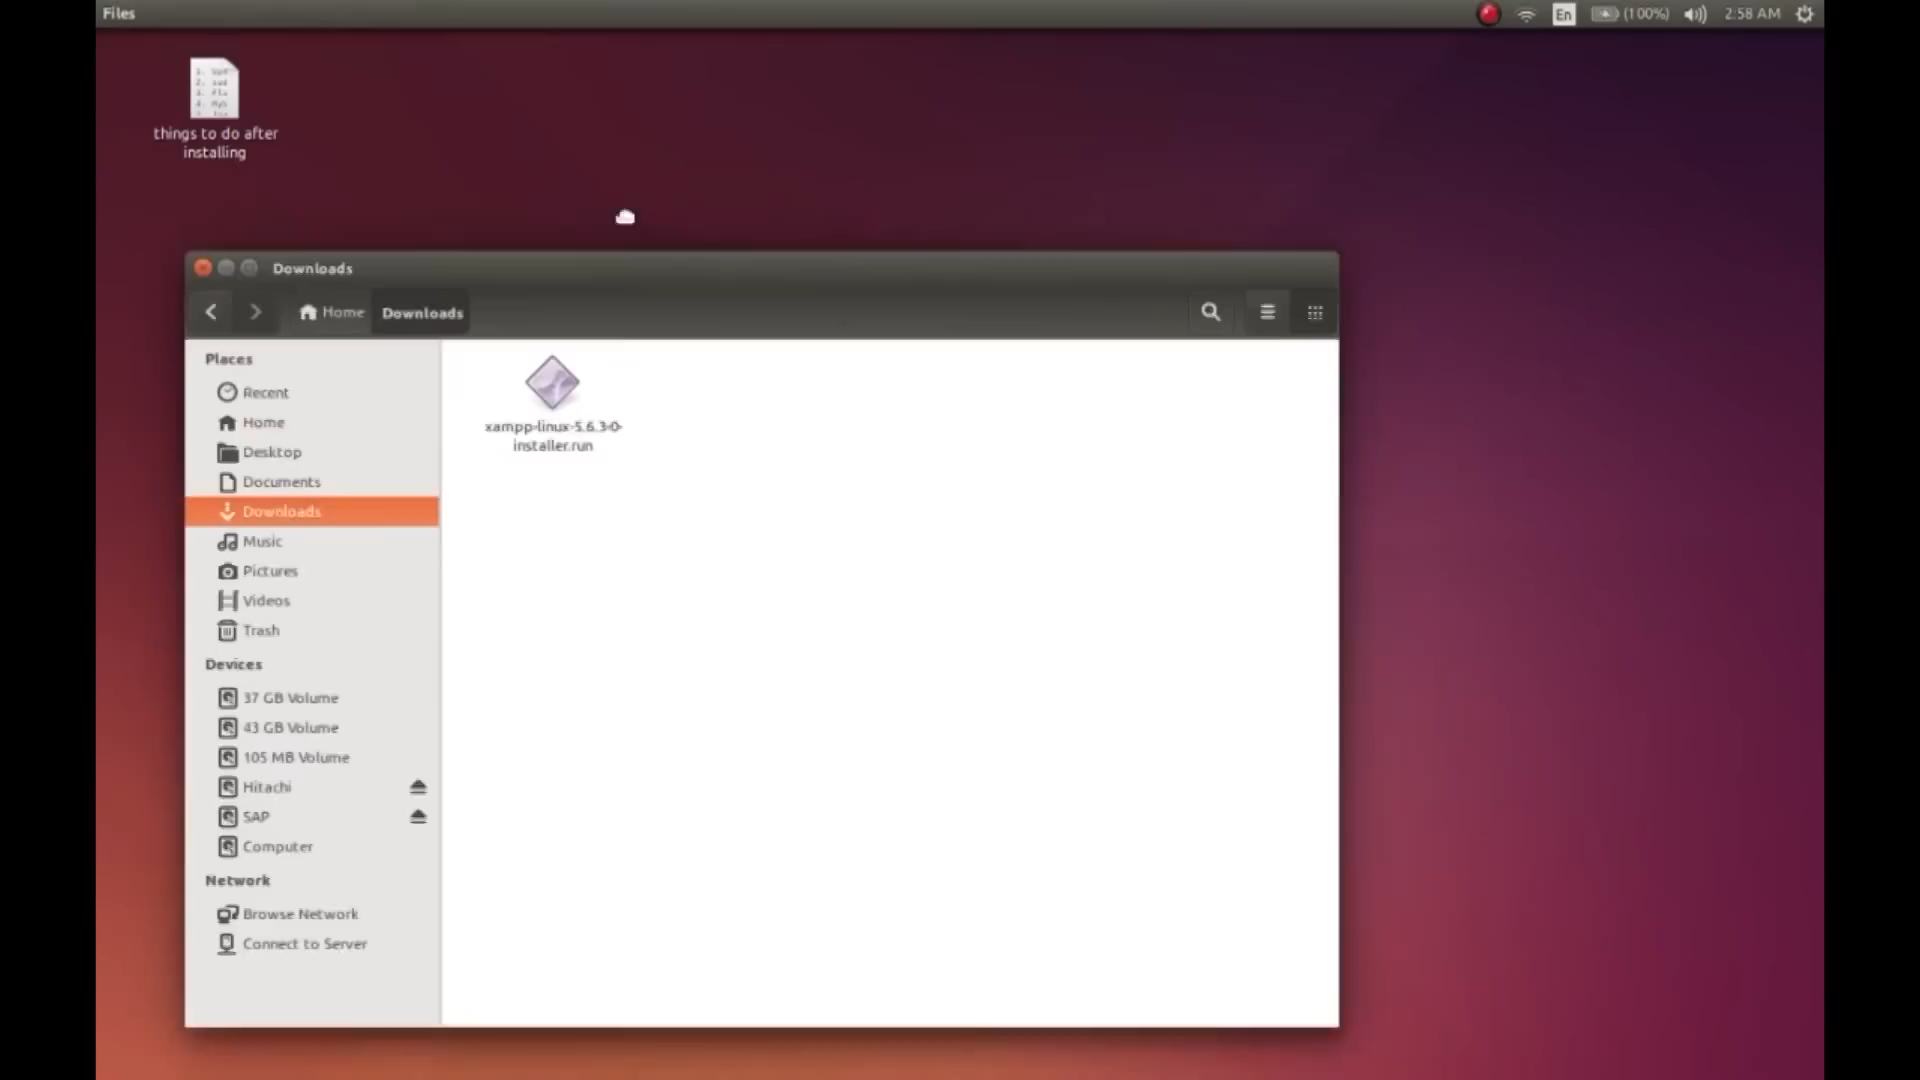 Files
En
(100%)
2:58 AM
things to do after
installing
Downloads
Home
Downloads
xampp-linux-5.6.3-0-
installer.run
Places
Recent
Home
Desktop
Documents
Downloads
Music
Pictures
Videos
Trash
Devices
37 GB Volume
43 GB Volume
105 MB Volume
Hitachi
SAP
Computer
Network
Browse Network
Connect to Server